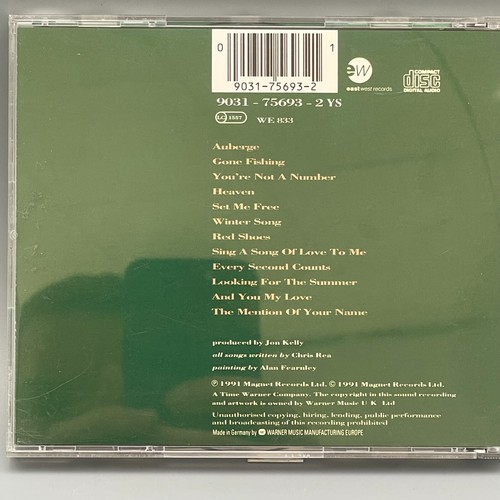 0 1
9031-75693-2
9031 - 75693 - 2 YS
LC 1557 WE 833
ew
eastwest records
COMPACT
disc
DIGITAL AUDIO
Auberge
Gone Fishing
You're Not A Number
Heaven
Set Me Free
Winter Song
Red Shoes
Sing A Song Of Love To Me
Every Second Counts
Looking For The Summer
And You My Love
The Mention Of Your Name
produced by Jon Kelly
all songs written by Chris Rea
painting by Alan Fearnley
℗ 1991 Magnet Records Ltd. © 1991 Magnet Records Ltd.
A Time Warner Company. The copyright in this sound recording
and artwork is owned by Warner Music U K Ltd
Unauthorised copying, hiring, lending, public performance
and broadcasting of this recording prohibited
Made in Germany by WARNER MUSIC MANUFACTURING EUROPE